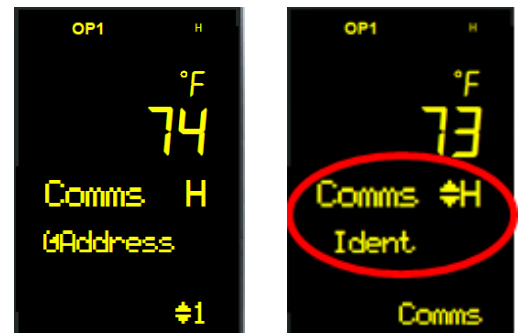 OP1 H
°F
74
Comms H
Address
1
OP1 H
°F
73
Comms H
Ident
Comms